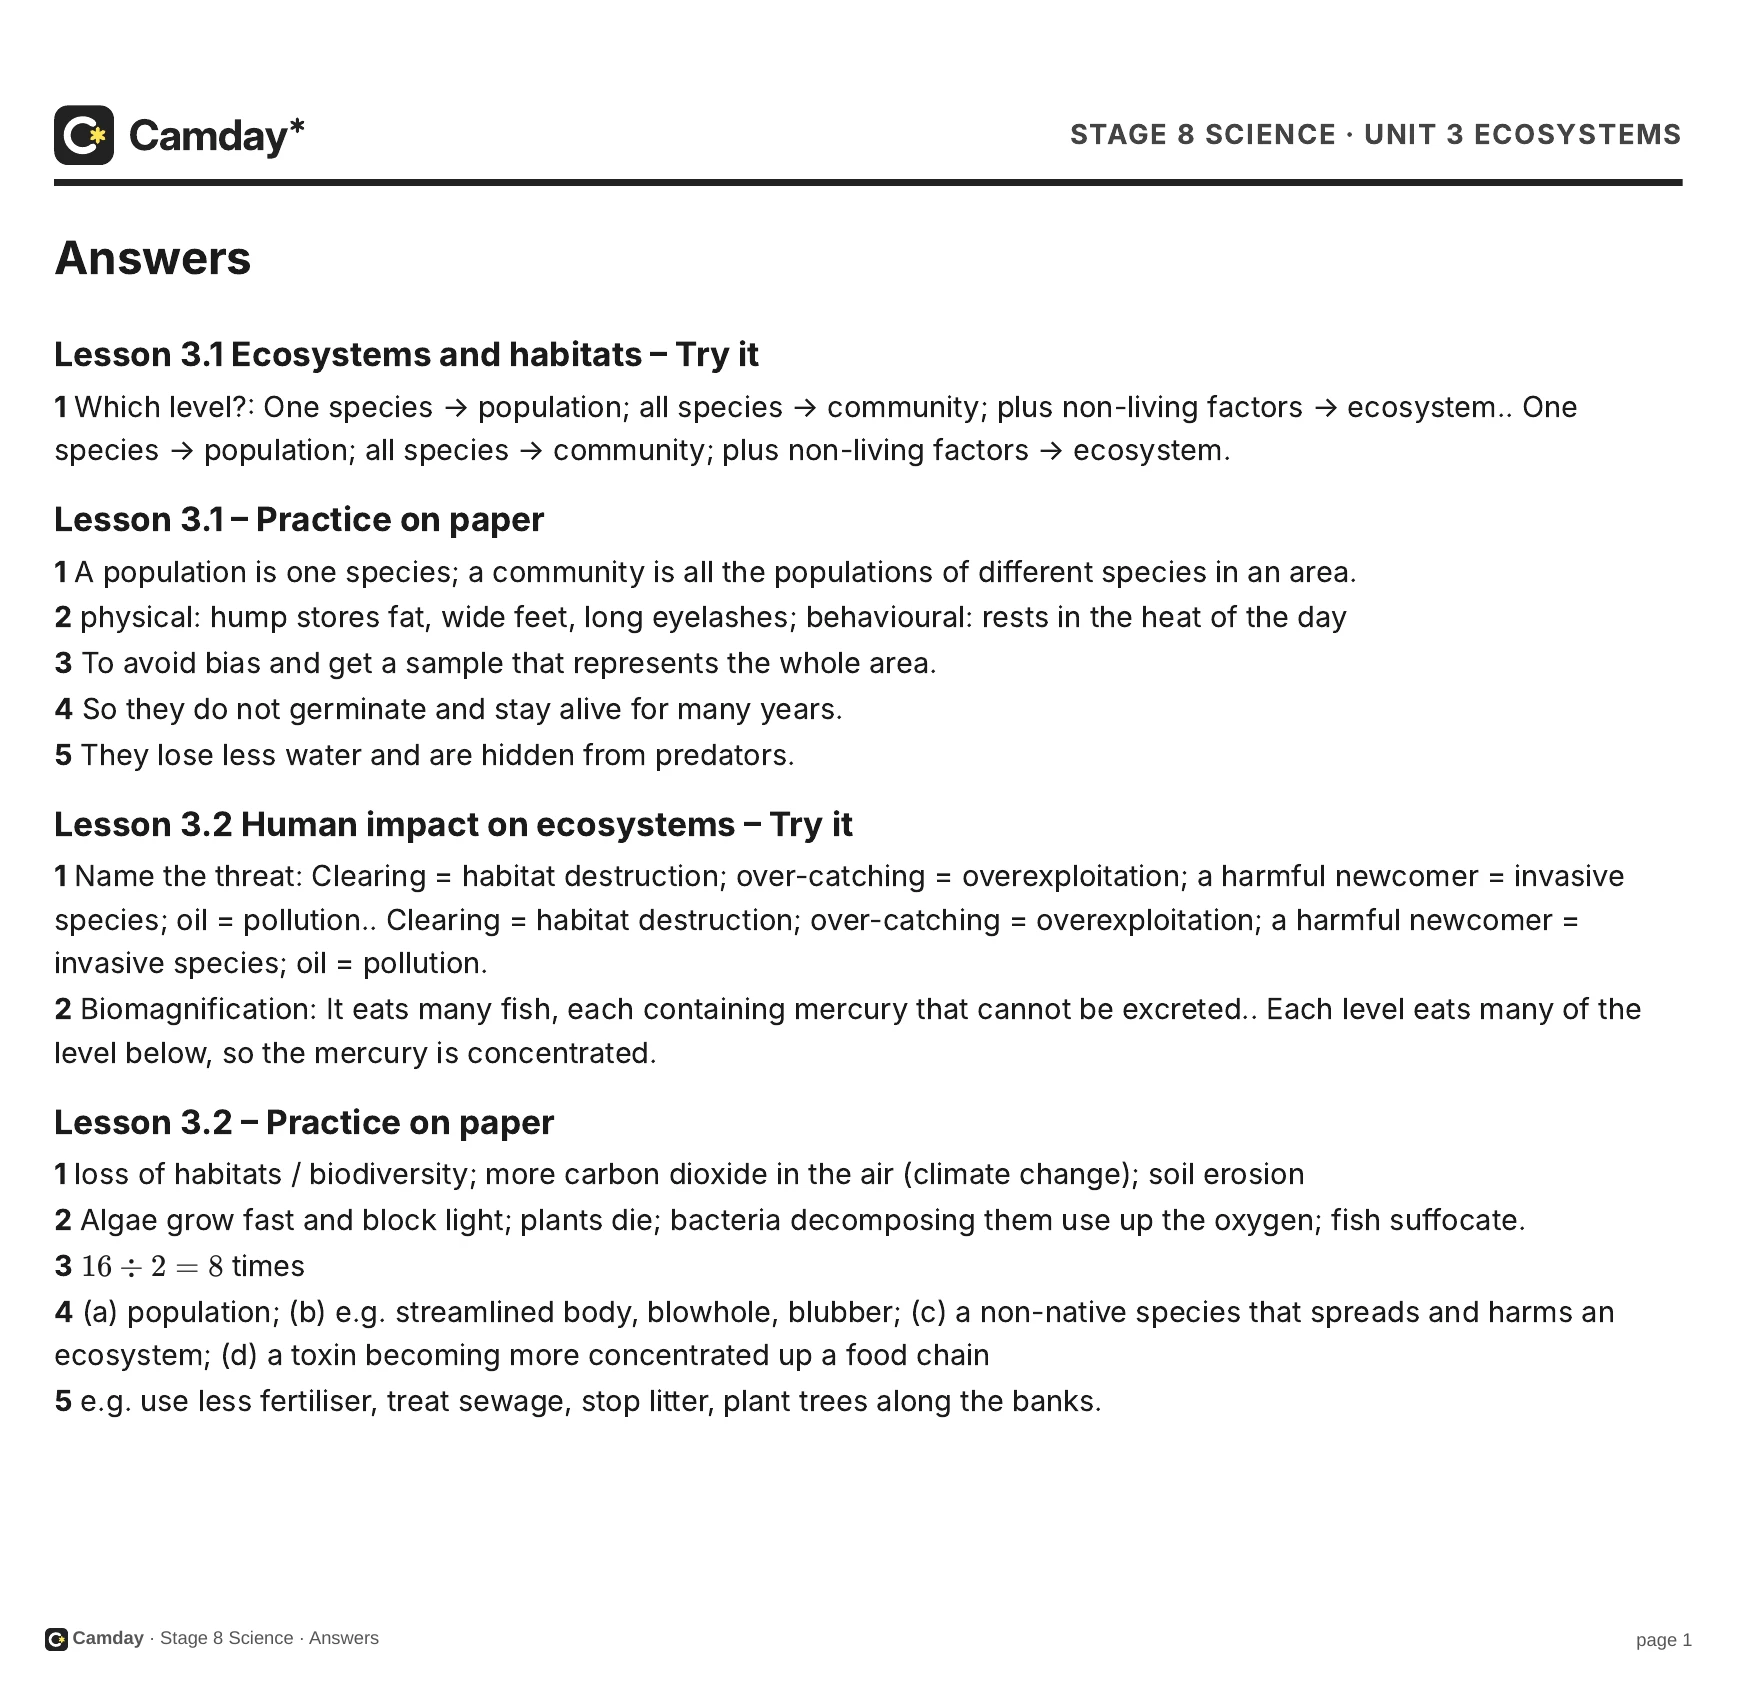 Camday*
STAGE 8 SCIENCE · UNIT 3 ECOSYSTEMS
Answers
Lesson 3.1 Ecosystems and habitats – Try it
1 Which level?: One species → population; all species → community; plus non-living factors → ecosystem.. One
species → population; all species → community; plus non-living factors → ecosystem.
Lesson 3.1 – Practice on paper
1 A population is one species; a community is all the populations of different species in an area.
2 physical: hump stores fat, wide feet, long eyelashes; behavioural: rests in the heat of the day
3 To avoid bias and get a sample that represents the whole area.
4 So they do not germinate and stay alive for many years.
5 They lose less water and are hidden from predators.
Lesson 3.2 Human impact on ecosystems – Try it
1 Name the threat: Clearing = habitat destruction; over-catching = overexploitation; a harmful newcomer = invasive
species; oil = pollution.. Clearing = habitat destruction; over-catching = overexploitation; a harmful newcomer =
invasive species; oil = pollution.
2 Biomagnification: It eats many fish, each containing mercury that cannot be excreted.. Each level eats many of the
level below, so the mercury is concentrated.
Lesson 3.2 – Practice on paper
1 loss of habitats / biodiversity; more carbon dioxide in the air (climate change); soil erosion
2 Algae grow fast and block light; plants die; bacteria decomposing them use up the oxygen; fish suffocate.
3 16 ÷ 2 = 8 times
4 (a) population; (b) e.g. streamlined body, blowhole, blubber; (c) a non-native species that spreads and harms an
ecosystem; (d) a toxin becoming more concentrated up a food chain
5 e.g. use less fertiliser, treat sewage, stop litter, plant trees along the banks.
Camday · Stage 8 Science · Answers
page 1